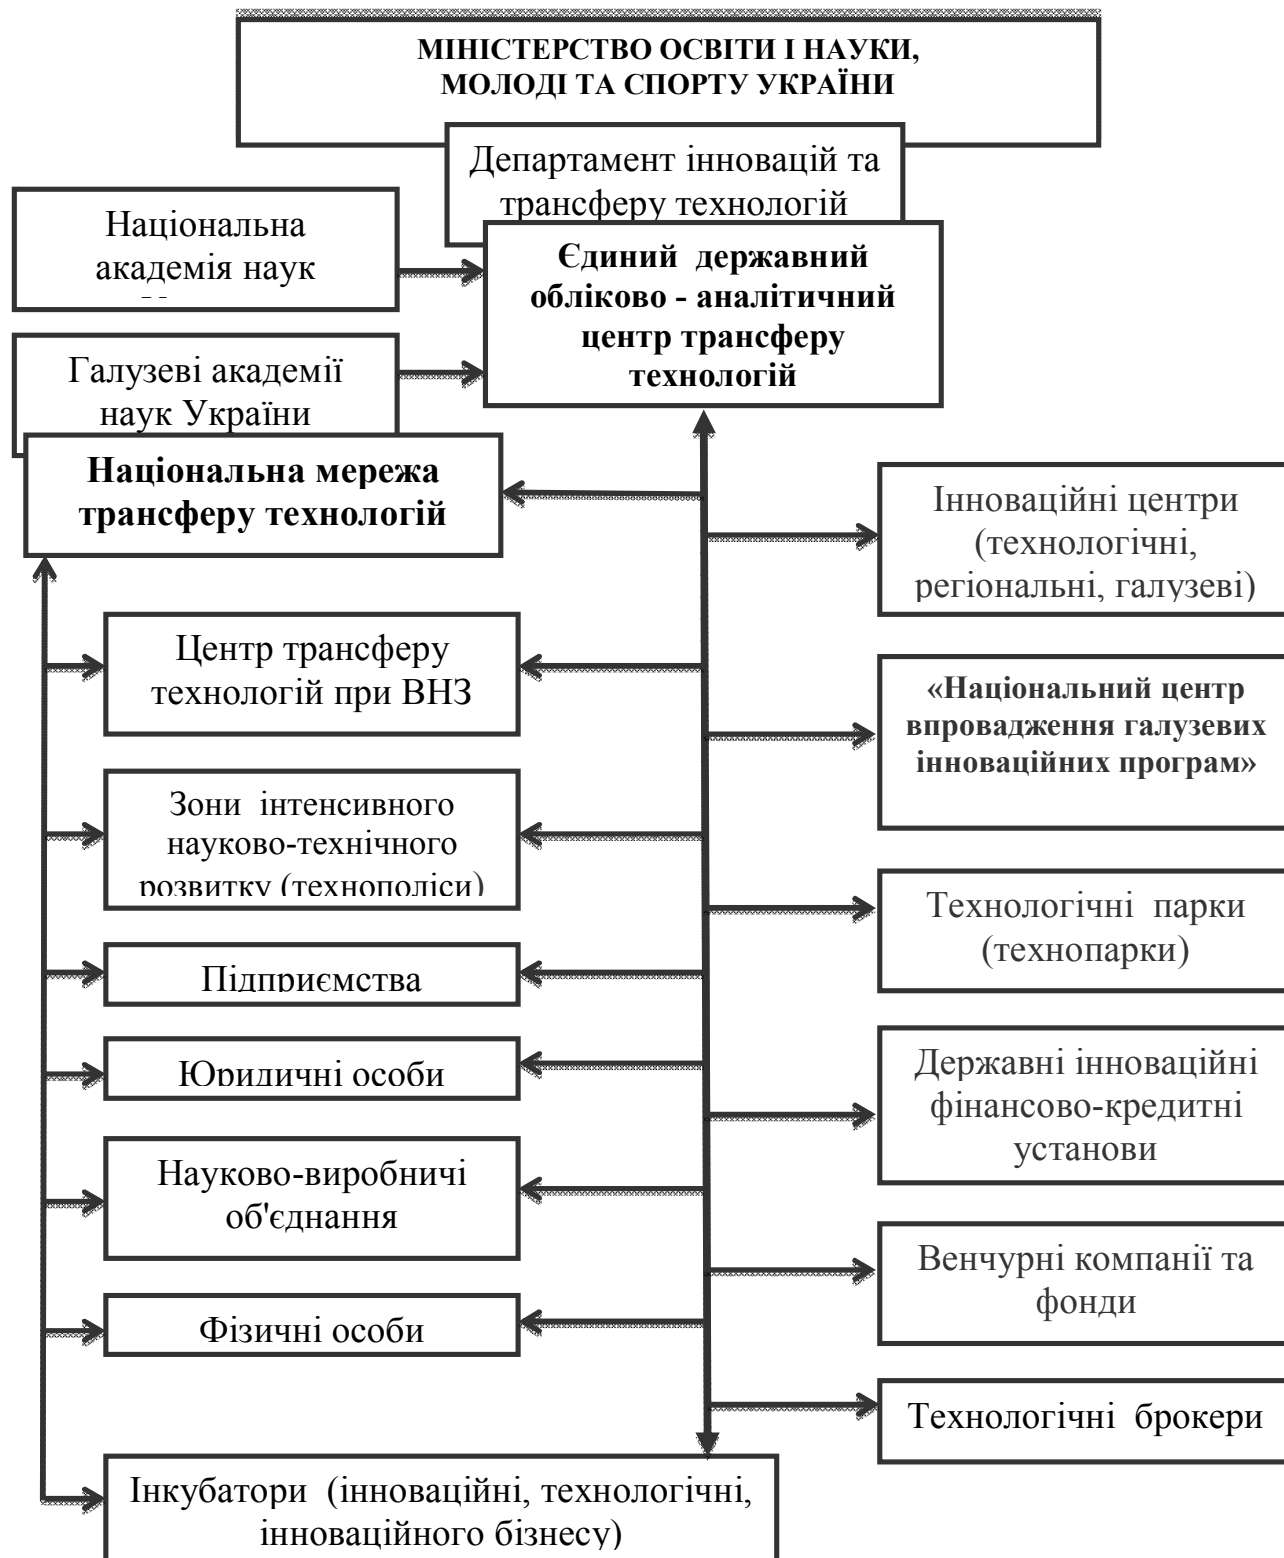 МІНІСТЕРСТВО ОСВІТИ І НАУКИ,
МОЛОДІ ТА СПОРТУ УКРАЇНИ
Департамент інновацій та
трансферу технологій
Національна
академія наук
Єдиний державний
обліково - аналітичний
центр трансферу
технологій
Галузеві академії
наук України
Національна мережа
трансферу технологій
Інноваційні центри
(технологічні,
регіональні, галузеві)
Центр трансферу
технологій при ВНЗ
«Національний центр
впровадження галузевих
інноваційних програм»
Зони інтенсивного
науково-технічного
розвитку (технополіси)
Технологічні парки
(технопарки)
Підприємства
Юридичні особи
Державні інноваційні
фінансово-кредитні
установи
Науково-виробничі
об'єднання
Венчурні компанії та
фонди
Фізичні особи
Технологічні брокери
Інкубатори (інноваційні, технологічні,
інноваційного бізнесу)